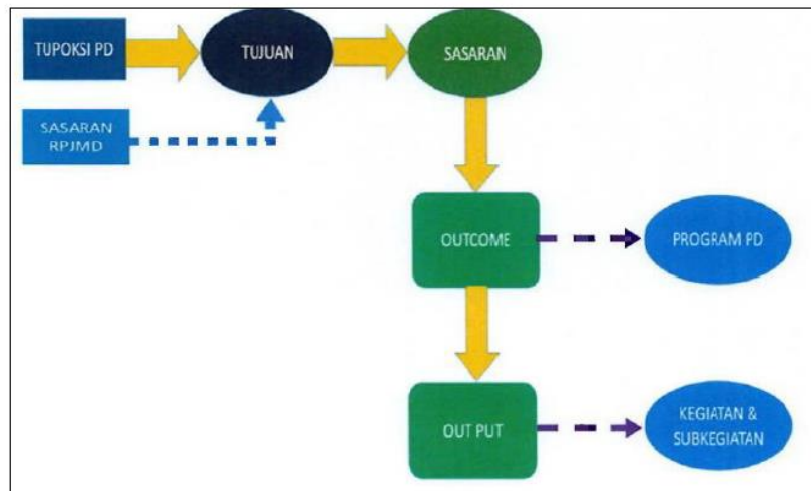 TUPOKSI PD
TUJUAN
SASARAN
SASARAN
RPJMD
OUTCOME
PROGRAM PD
OUT PUT
KEGIATAN &
SUBKEGIATAN